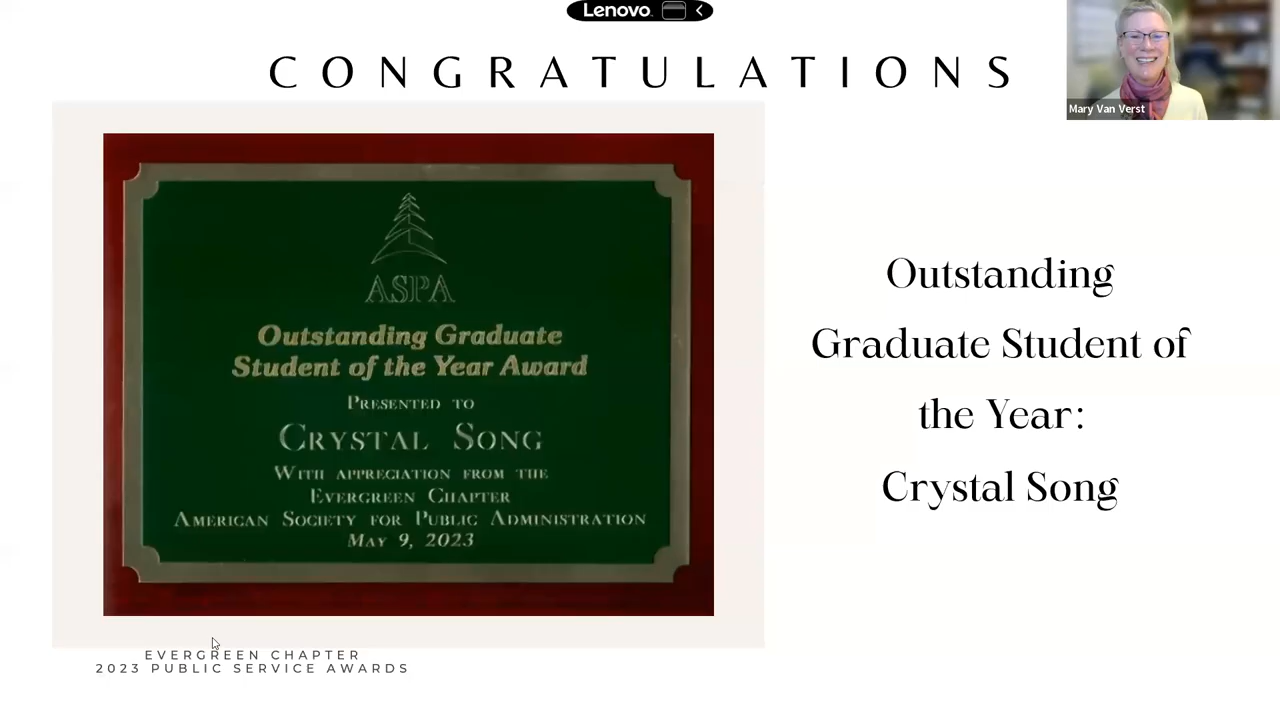 Lenovo
CONGRATULATIONS
Mary Van Verst
ASPA
Outstanding Graduate
Student of the Year Award
Presented to
Crystal Song
With appreciation from the
Evergreen Chapter
American Society for Public Administration
May 9, 2023
Outstanding
Graduate Student of
the Year:
Crystal Song
EVERGREEN CHAPTER
2023 PUBLIC SERVICE AWARDS